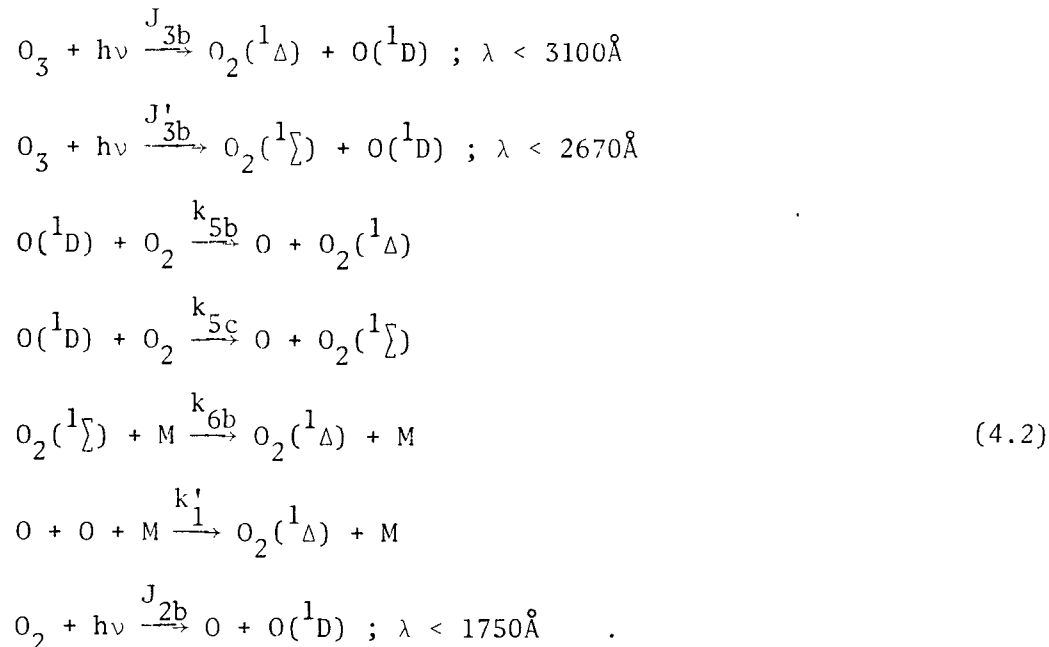 O₃ + hν →(J₃b) O₂(¹Δ) + O(¹D) ; λ < 3100Å
O₃ + hν →(J'₃b) O₂(¹Σ) + O(¹D) ; λ < 2670Å
O(¹D) + O₂ →(k₅b) O + O₂(¹Δ)
O(¹D) + O₂ →(k₅c) O + O₂(¹Σ)
O₂(¹Σ) + M →(k₆b) O₂(¹Δ) + M (4.2)
O + O + M →(k'₁) O₂(¹Δ) + M
O₂ + hν →(J₂b) O + O(¹D) ; λ < 1750Å .